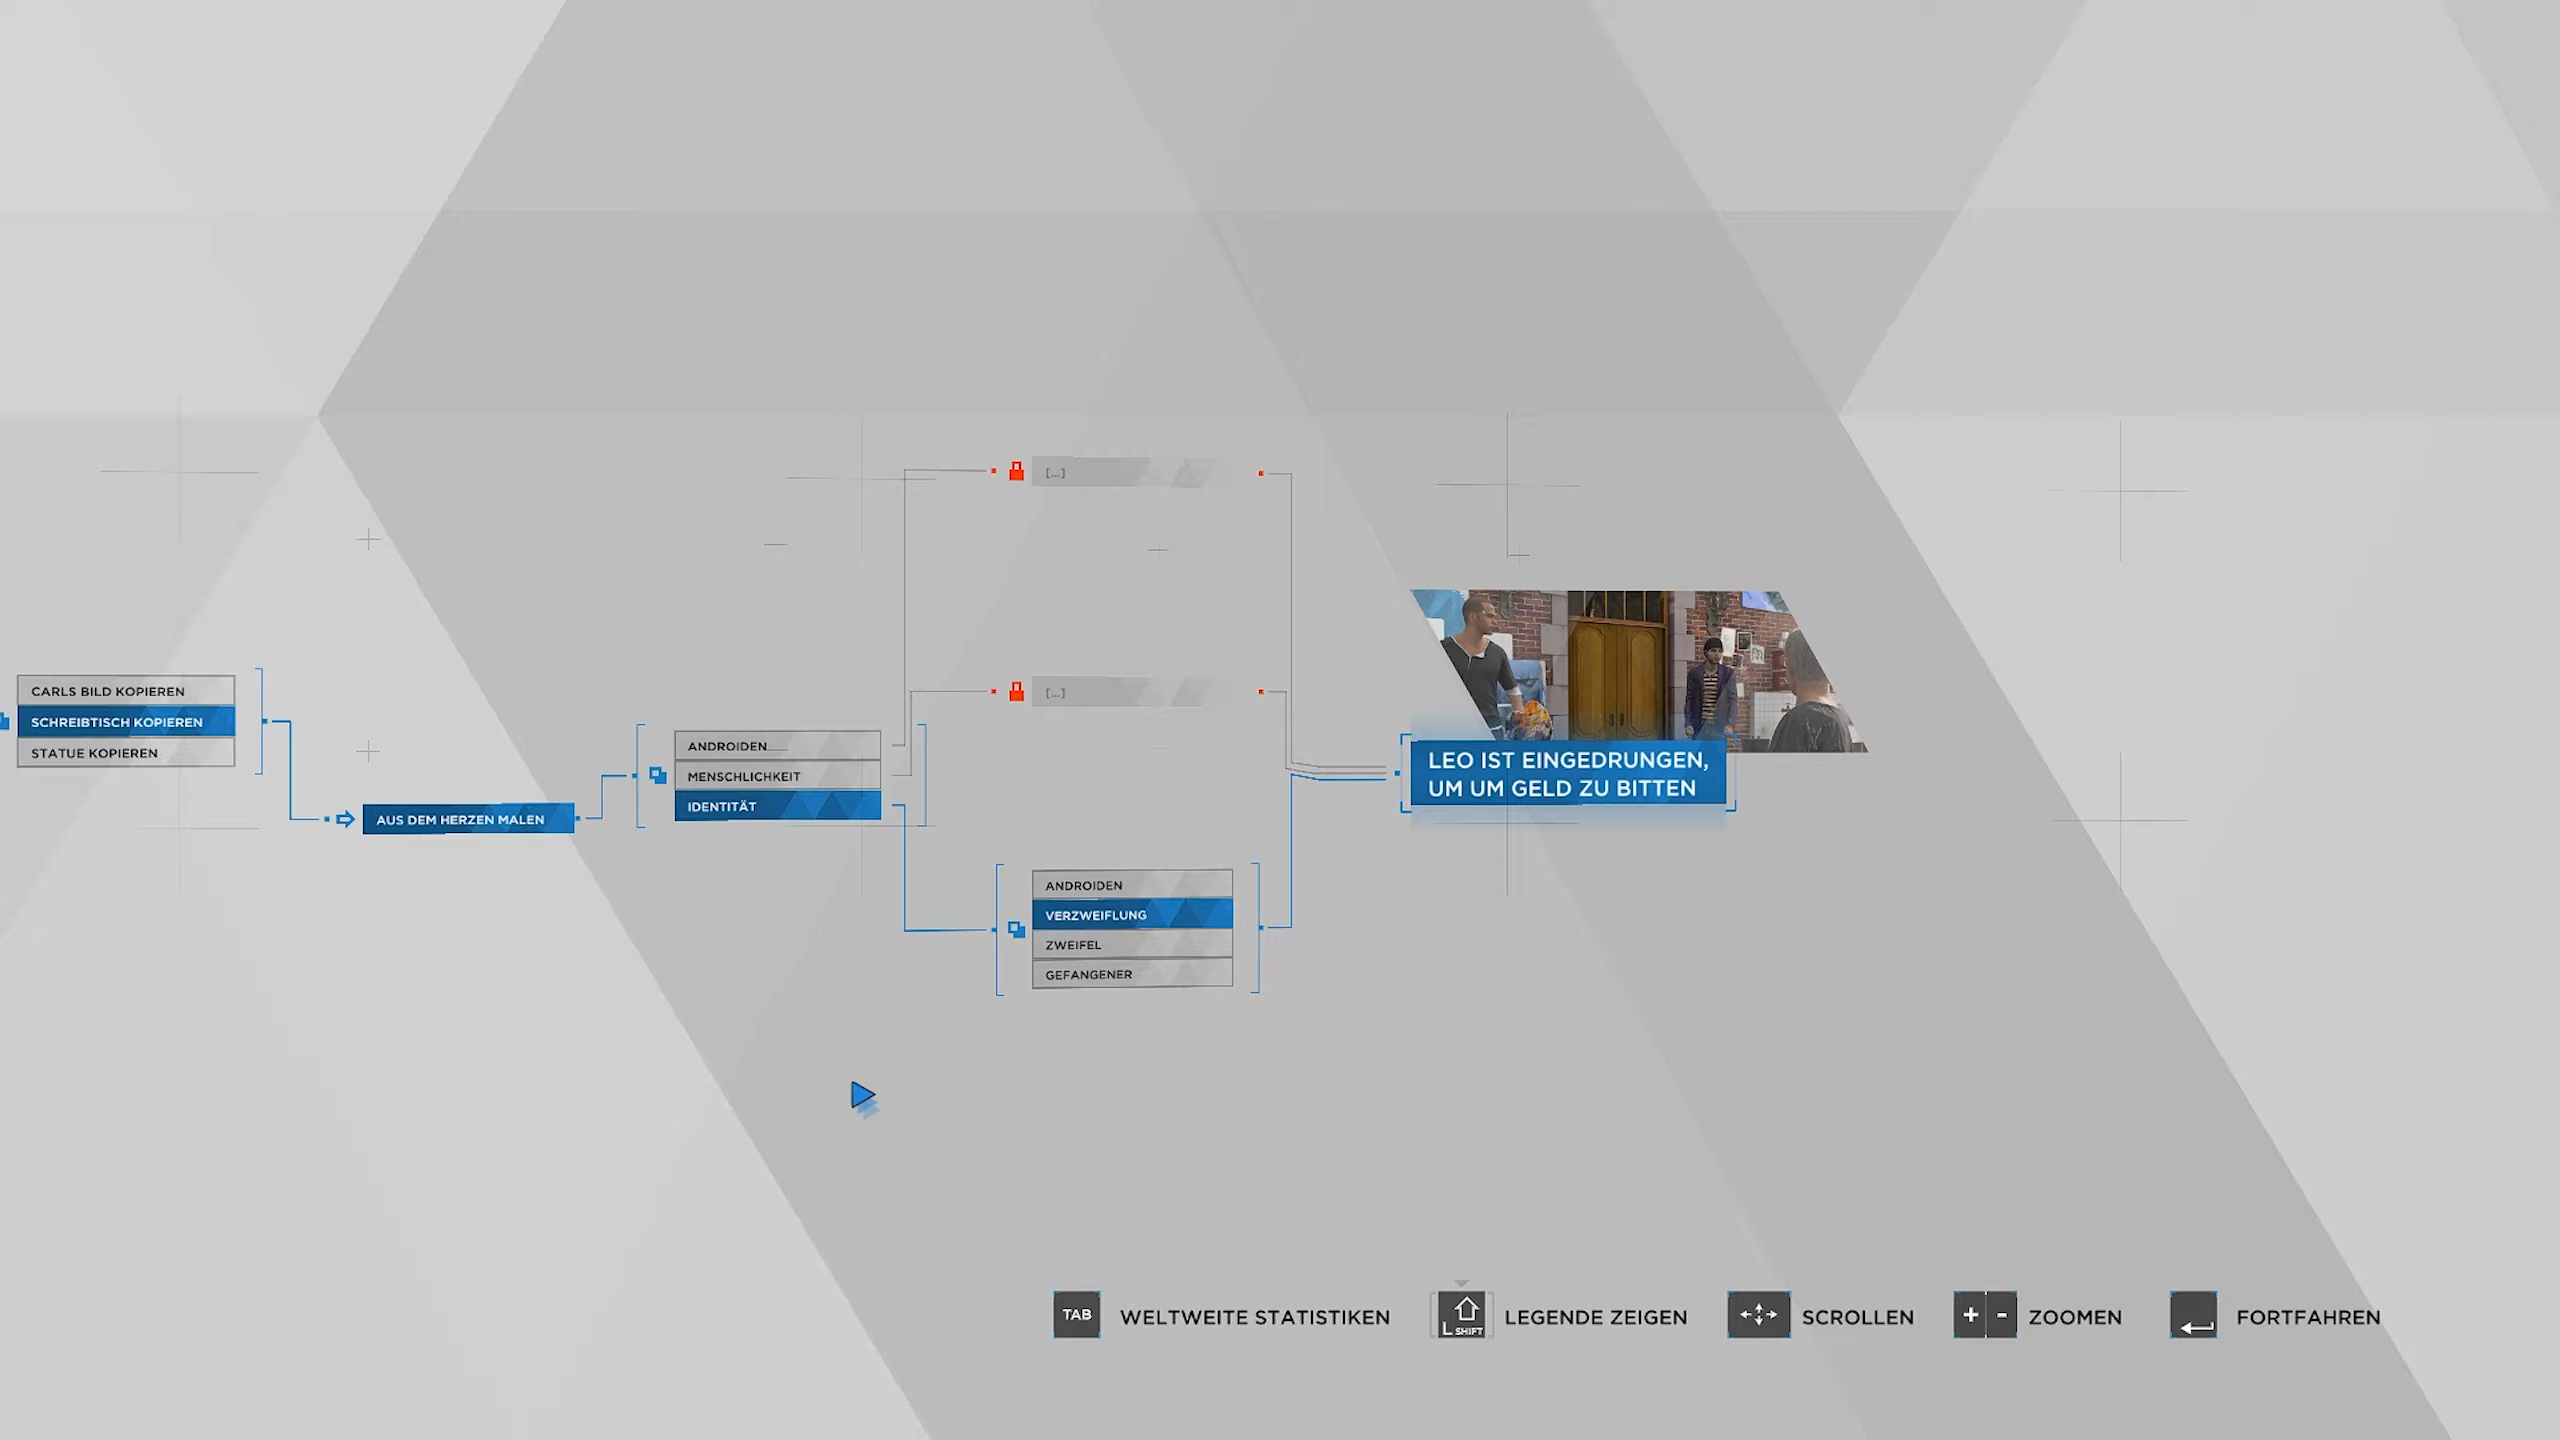 [...]
[...]
CARLS BILD KOPIEREN
SCHREIBTISCH KOPIEREN
STATUE KOPIEREN
AUS DEM HERZEN MALEN
ANDROIDEN
MENSCHLICHKEIT
IDENTITÄT
ANDROIDEN
VERZWEIFLUNG
ZWEIFEL
GEFANGENER
LEO IST EINGEDRUNGEN,
UM UM GELD ZU BITTEN
TAB WELTWEITE STATISTIKEN L SHIFT LEGENDE ZEIGEN SCROLLEN + - ZOOMEN FORTFAHREN